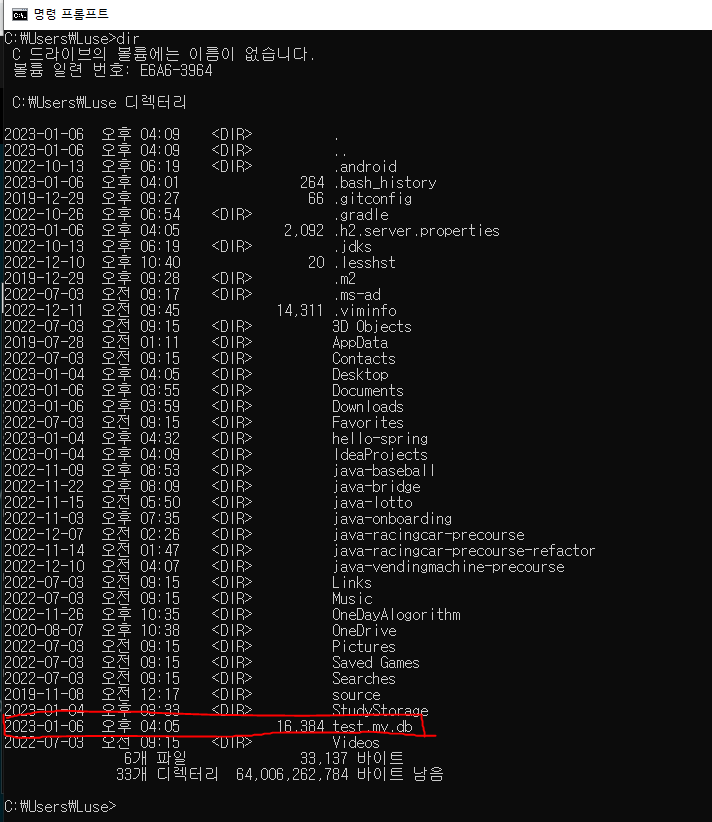 명령 프롬프트
C:\Users\Luse>dir
 C 드라이브의 볼륨에는 이름이 없습니다.
 볼륨 일련 번호: E6A6-3964
 C:\Users\Luse 디렉터리
2023-01-06  오후 04:09    <DIR>          .
2023-01-06  오후 04:09    <DIR>          ..
2022-10-13  오후 06:19    <DIR>          .android
2023-01-06  오후 04:01               264 .bash_history
2019-12-29  오후 09:27                66 .gitconfig
2022-10-26  오후 06:54    <DIR>          .gradle
2023-01-06  오후 04:05             2,092 .h2.server.properties
2022-10-13  오후 06:19    <DIR>          .jdks
2022-12-10  오후 10:40                20 .lesshst
2019-12-29  오후 09:28    <DIR>          .m2
2022-07-03  오전 09:17    <DIR>          .ms-ad
2022-12-11  오전 09:45            14,311 .viminfo
2022-07-03  오전 09:15    <DIR>          3D Objects
2019-07-28  오전 01:11    <DIR>          AppData
2022-07-03  오전 09:15    <DIR>          Contacts
2023-01-04  오후 04:05    <DIR>          Desktop
2023-01-06  오후 03:55    <DIR>          Documents
2023-01-06  오후 03:59    <DIR>          Downloads
2022-07-03  오전 09:15    <DIR>          Favorites
2023-01-04  오후 04:32    <DIR>          hello-spring
2023-01-04  오후 04:09    <DIR>          IdeaProjects
2022-11-09  오후 08:53    <DIR>          java-baseball
2022-11-22  오후 08:09    <DIR>          java-bridge
2022-11-15  오전 05:50    <DIR>          java-lotto
2022-11-03  오후 07:35    <DIR>          java-onboarding
2022-12-07  오전 02:26    <DIR>          java-racingcar-precourse
2022-11-14  오전 01:47    <DIR>          java-racingcar-precourse-refactor
2022-12-10  오전 04:07    <DIR>          java-vendingmachine-precourse
2022-07-03  오전 09:15    <DIR>          Links
2022-07-03  오전 09:15    <DIR>          Music
2022-11-26  오후 10:35    <DIR>          OneDayAlogorithm
2020-08-07  오후 10:38    <DIR>          OneDrive
2022-07-03  오전 09:15    <DIR>          Pictures
2022-07-03  오전 09:15    <DIR>          Saved Games
2022-07-03  오전 09:15    <DIR>          Searches
2019-11-08  오전 12:17    <DIR>          source
2023-01-04  오후 03:33    <DIR>          StudyStorage
2023-01-06  오후 04:05            16,384 test.mv.db
2022-07-03  오전 09:15    <DIR>          Videos
               6개 파일              33,137 바이트
              33개 디렉터리  64,006,262,784 바이트 남음
C:\Users\Luse>